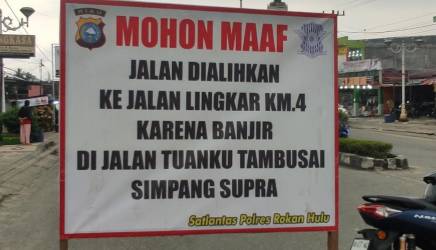 RIAU
MOHON MAAF
JALAN DIALIHKAN
KE JALAN LINGKAR KM.4
KARENA BANJIR
DI JALAN TUANKU TAMBUSAI
SIMPANG SUPRA
Satlantas Polres Rokan Hulu